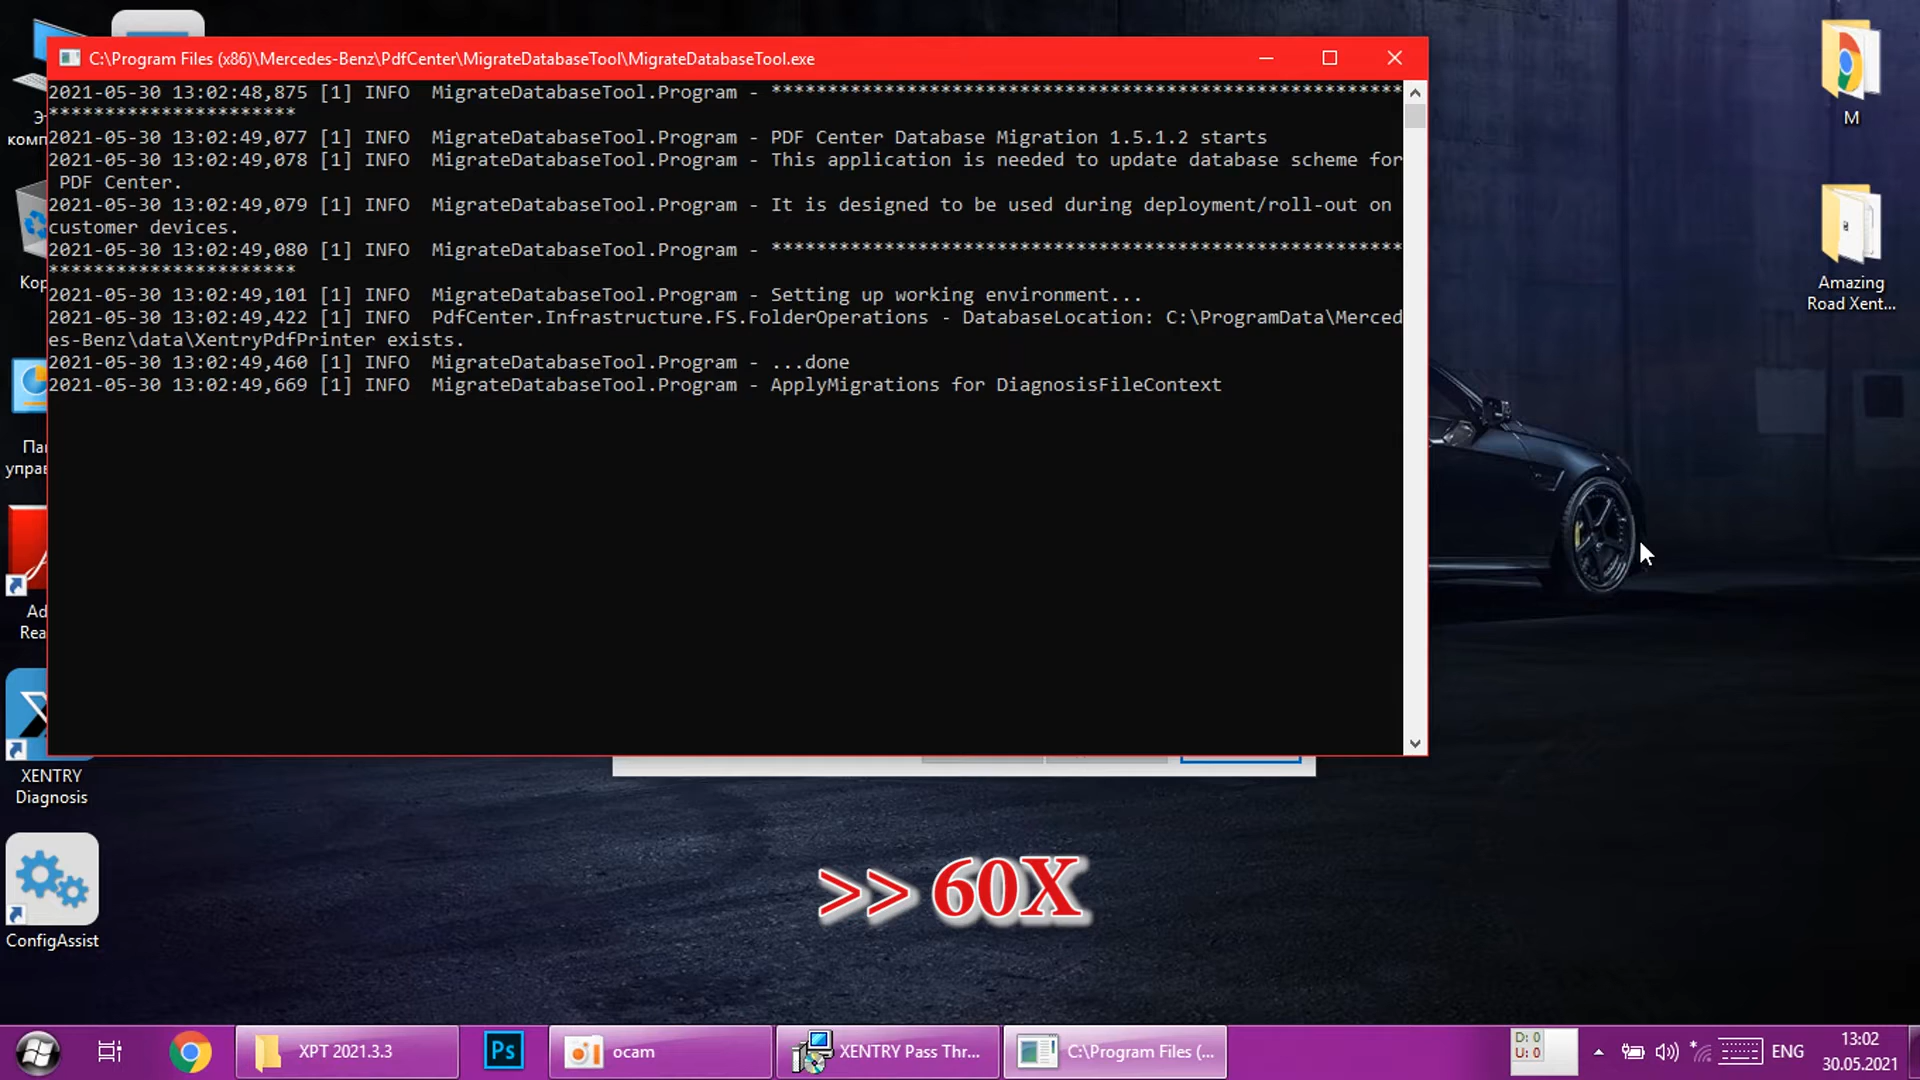 C:\Program Files (x86)\Mercedes-Benz\PdfCenter\MigrateDatabaseTool\MigrateDatabaseTool.exe
2021-05-30 13:02:48,875 [1] INFO  MigrateDatabaseTool.Program - ********************************************************
**********************
2021-05-30 13:02:49,077 [1] INFO  MigrateDatabaseTool.Program - PDF Center Database Migration 1.5.1.2 starts
2021-05-30 13:02:49,078 [1] INFO  MigrateDatabaseTool.Program - This application is needed to update database scheme for
 PDF Center.
2021-05-30 13:02:49,079 [1] INFO  MigrateDatabaseTool.Program - It is designed to be used during deployment/roll-out on
customer devices.
2021-05-30 13:02:49,080 [1] INFO  MigrateDatabaseTool.Program - ********************************************************
**********************
2021-05-30 13:02:49,101 [1] INFO  MigrateDatabaseTool.Program - Setting up working environment...
2021-05-30 13:02:49,422 [1] INFO  PdfCenter.Infrastructure.FS.FolderOperations - DatabaseLocation: C:\ProgramData\Merced
es-Benz\data\XentryPdfPrinter exists.
2021-05-30 13:02:49,460 [1] INFO  MigrateDatabaseTool.Program - ...done
2021-05-30 13:02:49,669 [1] INFO  MigrateDatabaseTool.Program - ApplyMigrations for DiagnosisFileContext
Э
комп
Кор
Па
управ
Ad
Rea
XENTRY
Diagnosis
ConfigAssist
M
Amazing
Road Xent...
>> 60X
XPT 2021.3.3
Ps
ocam
XENTRY Pass Thr...
C:\Program Files (...
D: 0
U: 0
ENG
13:02
30.05.2021